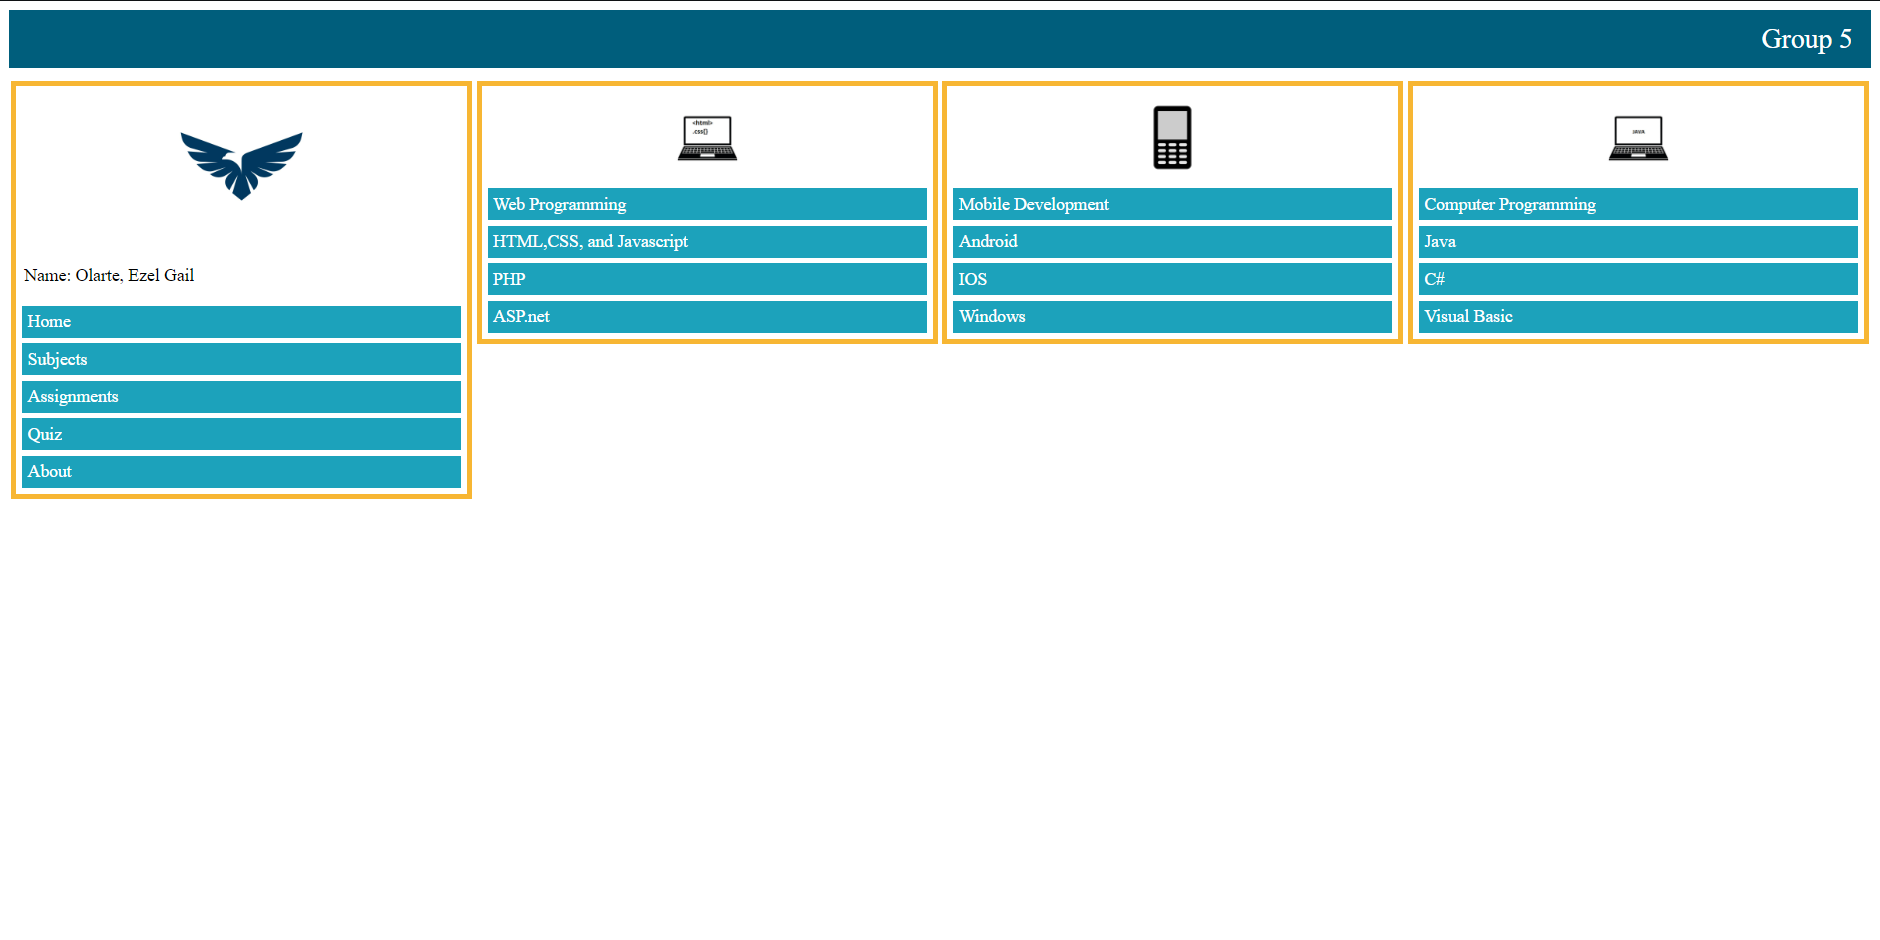 Group 5
Name: Olarte, Ezel Gail
Home
Subjects
Assignments
Quiz
About
<html>
.css{}
Web Programming
HTML,CSS, and Javascript
PHP
ASP.net
Mobile Development
Android
IOS
Windows
JAVA
Computer Programming
Java
C#
Visual Basic